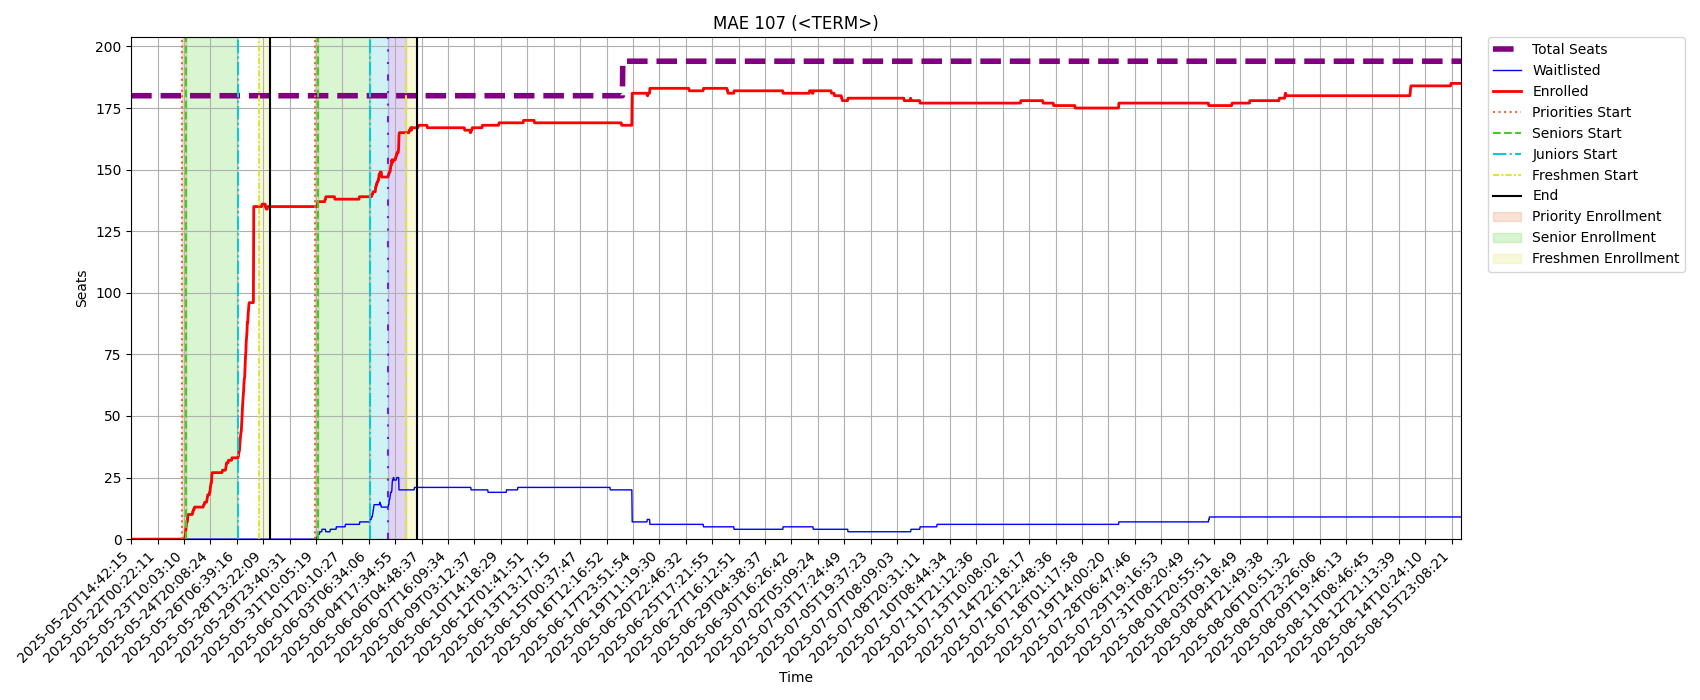 MAE 107 (<TERM>)
Seats
200
175
150
125
100
75
50
25
0
Total Seats
Waitlisted
Enrolled
Priorities Start
Seniors Start
Juniors Start
Freshmen Start
End
Priority Enrollment
Senior Enrollment
Freshmen Enrollment
2025-05-20T14:42:15
2025-05-22T00:22:11
2025-05-23T10:03:10
2025-05-24T20:08:24
2025-05-26T06:39:16
2025-05-28T13:22:09
2025-05-29T23:40:31
2025-05-31T10:05:19
2025-06-01T20:10:27
2025-06-03T06:34:06
2025-06-04T17:34:55
2025-06-06T04:48:37
2025-06-07T16:09:34
2025-06-09T03:12:37
2025-06-10T14:18:29
2025-06-12T01:41:51
2025-06-13T13:17:15
2025-06-15T00:37:47
2025-06-16T12:16:52
2025-06-17T23:51:54
2025-06-19T11:19:30
2025-06-20T22:46:32
2025-06-25T17:21:55
2025-06-27T16:12:51
2025-06-29T04:38:37
2025-06-30T16:26:42
2025-07-02T05:09:24
2025-07-03T17:24:49
2025-07-05T19:37:23
2025-07-07T08:09:03
2025-07-08T20:31:11
2025-07-10T08:44:34
2025-07-11T21:12:36
2025-07-13T10:08:02
2025-07-14T22:18:17
2025-07-16T12:48:36
2025-07-18T01:17:58
2025-07-19T14:00:20
2025-07-28T06:47:46
2025-07-29T19:16:53
2025-07-31T08:20:49
2025-08-01T20:55:51
2025-08-03T09:18:49
2025-08-04T21:49:38
2025-08-06T10:51:32
2025-08-07T23:26:06
2025-08-09T19:46:13
2025-08-11T08:46:45
2025-08-12T21:13:39
2025-08-14T10:24:10
2025-08-15T23:08:21
Time